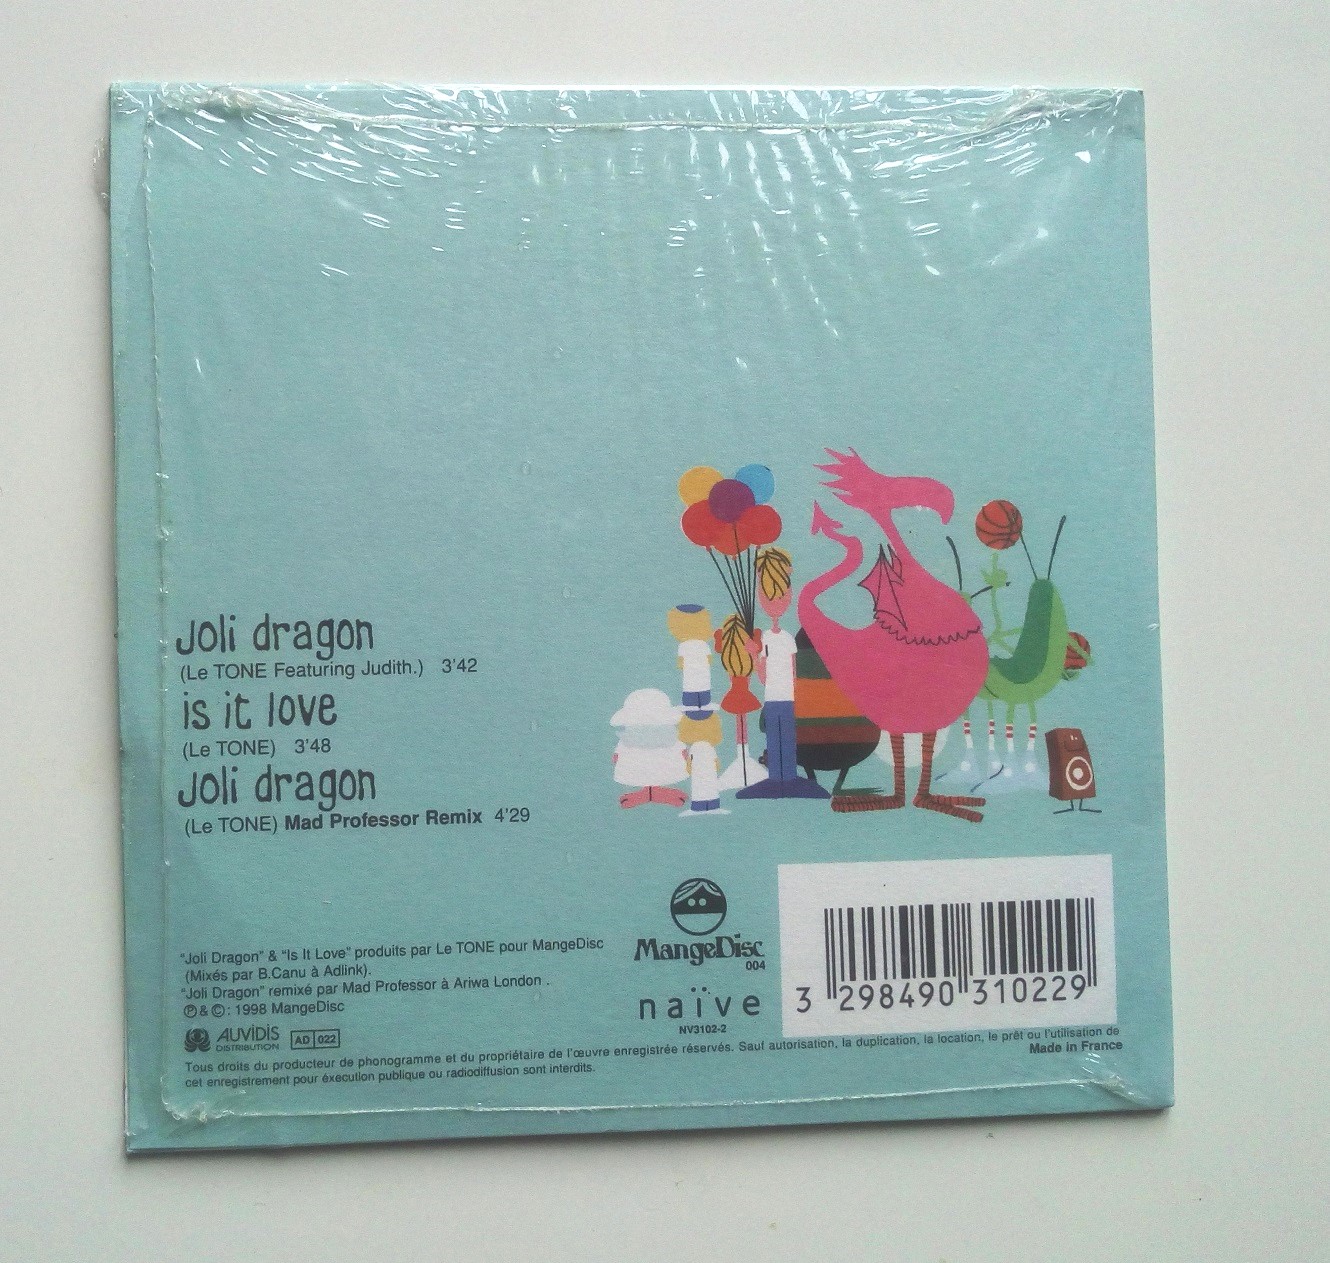 Joli dragon
(Le TONE Featuring Judith.) 3'42
is it love
(Le TONE) 3'48
Joli dragon
(Le TONE) Mad Professor Remix 4'29
"Joli Dragon" & "Is It Love" produits par Le TONE pour MangeDisc
(Mixés par B.Canu à Adlink).
"Joli Dragon" remixé par Mad Professor à Ariwa London .
℗& ©: 1998 MangeDisc
AUVIDIS
DISTRIBUTION
AD 022
MangeDisc
004
naïve
NV3102-2
3 298490 310229
Tous droits du producteur de phonogramme et du propriétaire de l'œuvre enregistrée réservés. Sauf autorisation, la duplication, la location, le prêt ou l'utilisation de
cet enregistrement pour éxecution publique ou radiodiffusion sont interdits.
Made in France